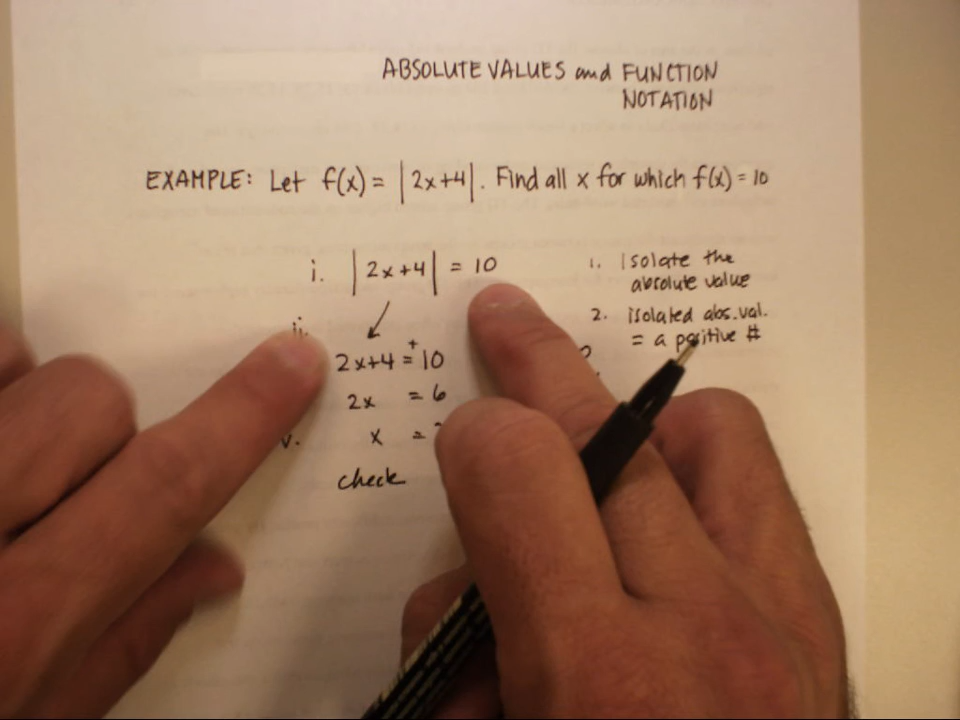 ABSOLUTE VALUES and FUNCTION
NOTATION
EXAMPLE: Let f(x) = |2x+4|. Find all x for which f(x) = 10
i. |2x+4| = 10
1. Isolate the
absolute value
ii.
2. isolated abs.val.
= a positive #
2x+4 =+ 10
2x = 6
v. x =
check